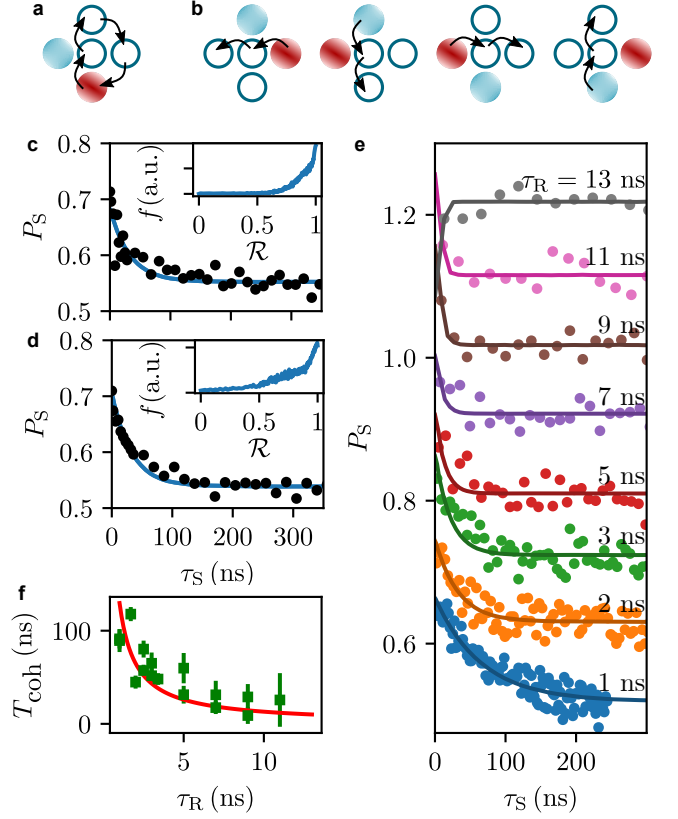 a
b
c
0.8
0.7
0.6
0.5
P_S
f (a.u.)
0 0.5 1
ℛ
d
0.8
0.7
0.6
0.5
P_S
f (a.u.)
0 0.5 1
ℛ
0 100 200 300
τ_S (ns)
e
1.2
1.0
0.8
0.6
P_S
τ_R = 13 ns
11 ns
9 ns
7 ns
5 ns
3 ns
2 ns
1 ns
0 100 200
τ_S (ns)
f
100
0
T_coh (ns)
5 10
τ_R (ns)